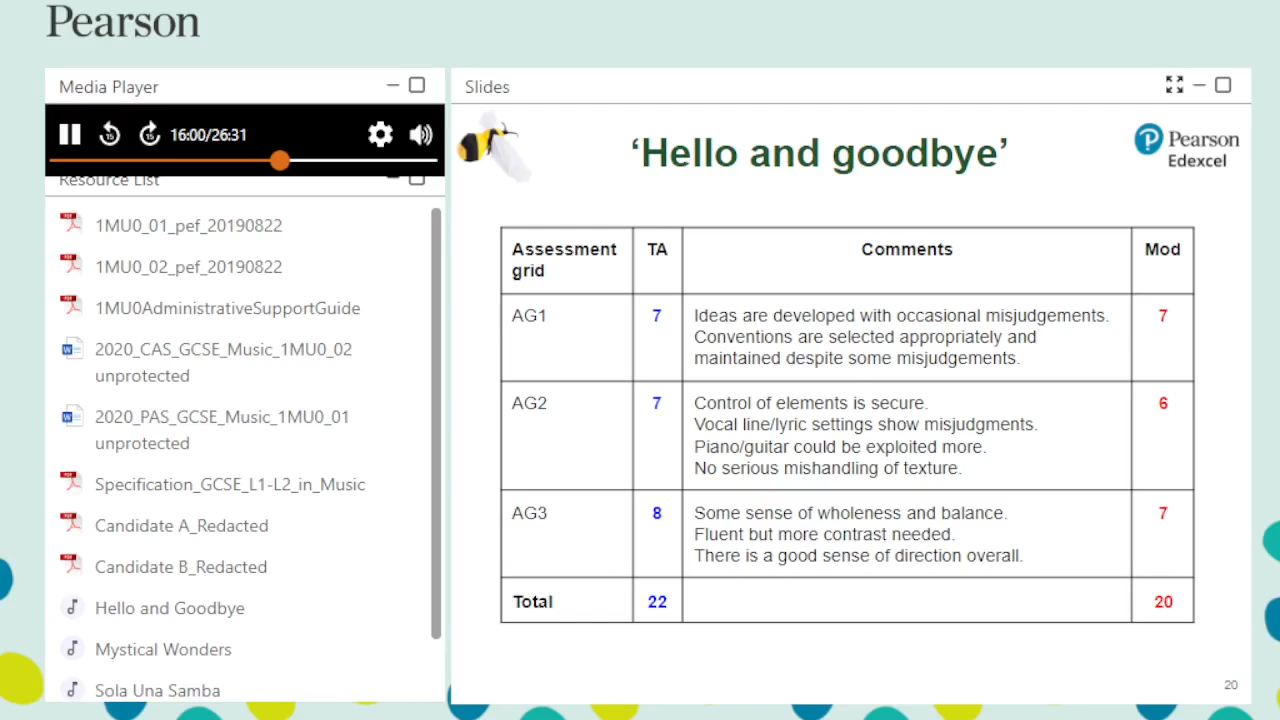 Pearson
Media Player
15
15
16:00/26:31
Resource List
1MU0_01_pef_20190822
1MU0_02_pef_20190822
1MU0AdministrativeSupportGuide
2020_CAS_GCSE_Music_1MU0_02
unprotected
2020_PAS_GCSE_Music_1MU0_01
unprotected
Specification_GCSE_L1-L2_in_Music
Candidate A_Redacted
Candidate B_Redacted
Hello and Goodbye
Mystical Wonders
Sola Una Samba
Slides
‘Hello and goodbye’
Pearson
Edexcel
Assessment
grid
TA
Comments
Mod
AG1
7
Ideas are developed with occasional misjudgements.
Conventions are selected appropriately and
maintained despite some misjudgements.
7
AG2
7
Control of elements is secure.
Vocal line/lyric settings show misjudgments.
Piano/guitar could be exploited more.
No serious mishandling of texture.
6
AG3
8
Some sense of wholeness and balance.
Fluent but more contrast needed.
There is a good sense of direction overall.
7
Total
22
20
20